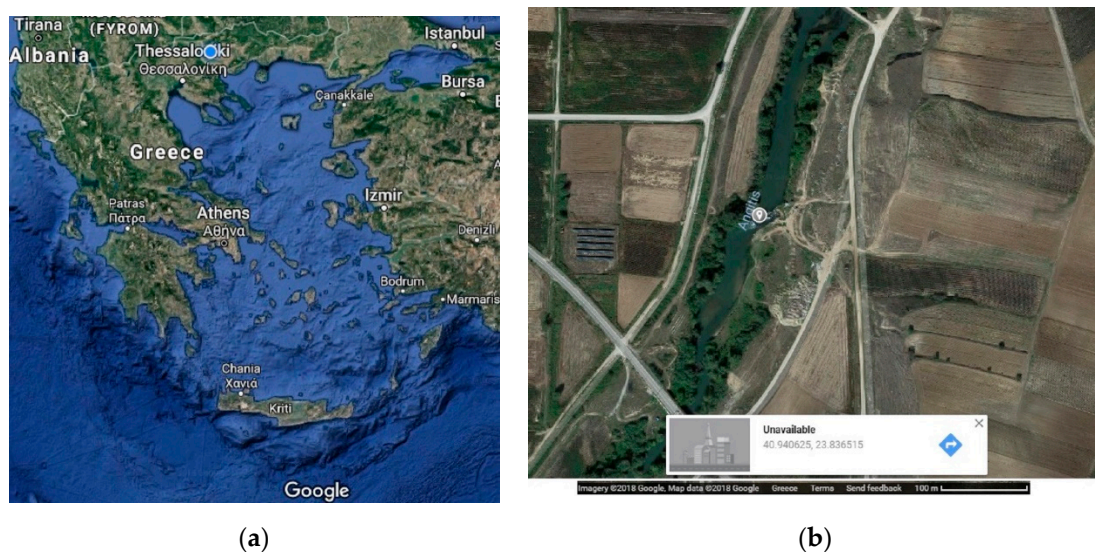 Tirana
(FYROM)
Albania
Thessaloniki
Θεσσαλονίκη
Istanbul
Bursa
Çanakkale
Greece
Izmir
Patras
Πάτρα
Athens
Αθήνα
Denizli
Bodrum
Marmaris
Chania
Χανιά
Kriti
Google
(a)
Angitis
Unavailable
40.940625, 23.836515
Imagery ©2018 Google, Map data ©2018 Google Greece Terms Send feedback 100 m
(b)